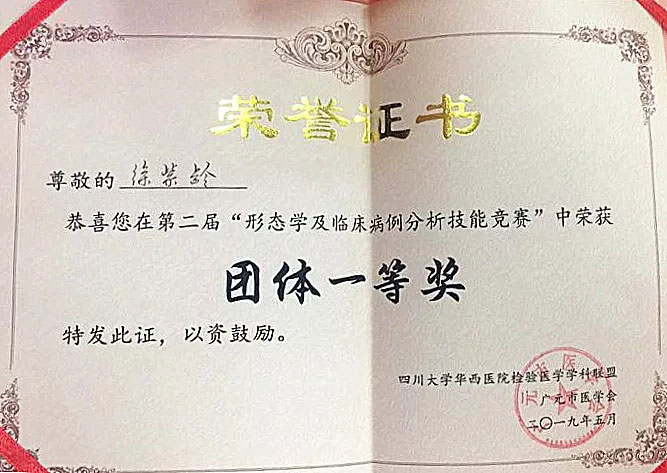 荣誉证书
尊敬的 徐紫龄
恭喜您在第二届“形态学及临床病例分析技能竞赛”中荣获
团体一等奖
特发此证，以资鼓励。
四川大学华西医院检验医学学科联盟
广元市医学会
二〇一九年五月